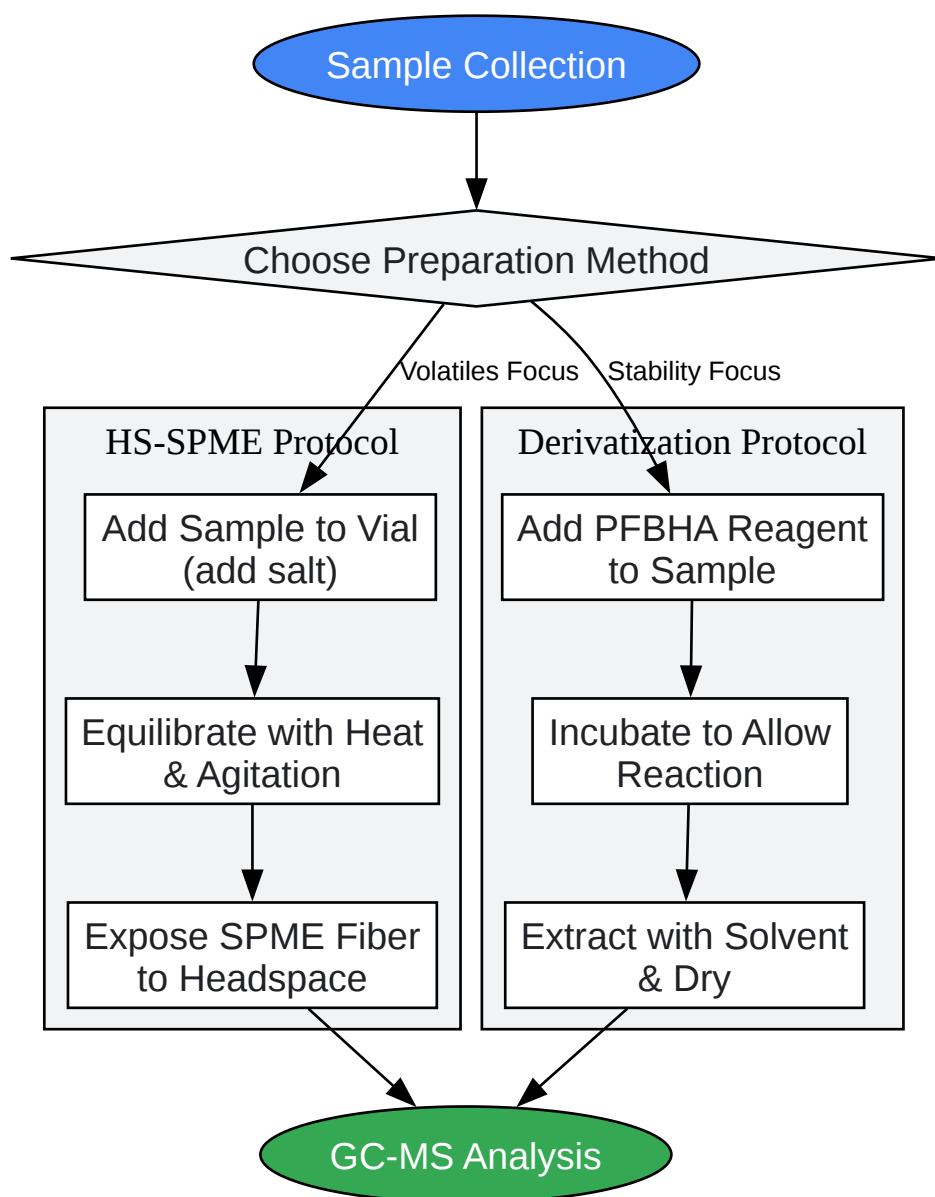 Sample Collection
Choose Preparation Method
Volatiles Focus
Stability Focus
HS-SPME Protocol
Add Sample to Vial
(add salt)
Equilibrate with Heat
& Agitation
Expose SPME Fiber
to Headspace
Derivatization Protocol
Add PFBHA Reagent
to Sample
Incubate to Allow
Reaction
Extract with Solvent
& Dry
GC-MS Analysis